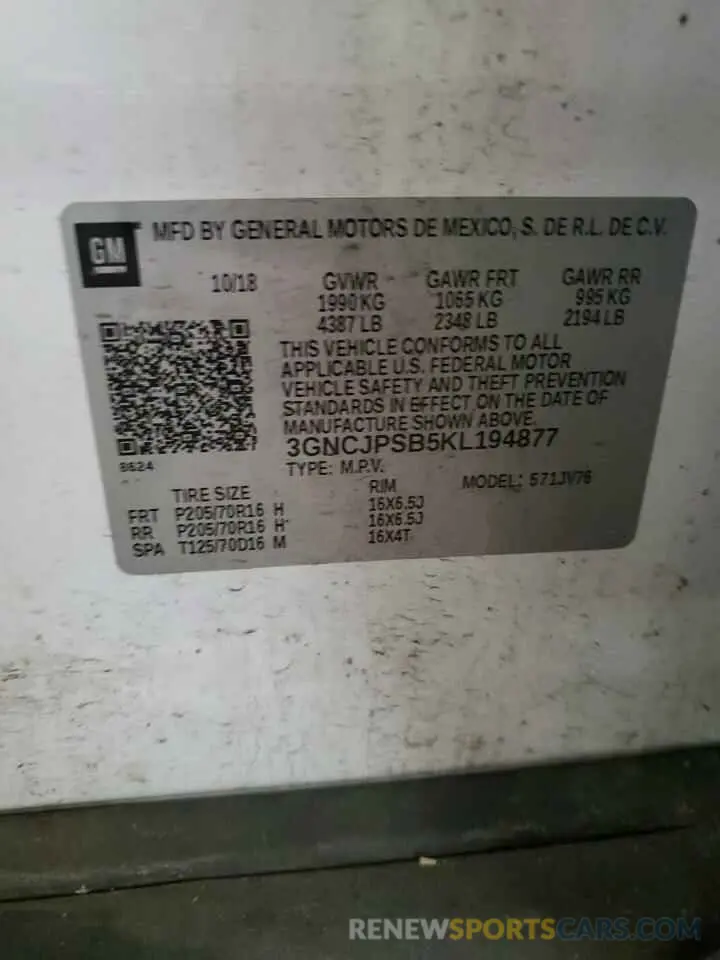 GM
MFD BY GENERAL MOTORS DE MEXICO, S. DE R.L. DE C.V.
10/18 GVWR GAWR FRT GAWR RR
1990 KG 1065 KG 995 KG
4387 LB 2348 LB 2194 LB
THIS VEHICLE CONFORMS TO ALL
APPLICABLE U.S. FEDERAL MOTOR
VEHICLE SAFETY AND THEFT PREVENTION
STANDARDS IN EFFECT ON THE DATE OF
MANUFACTURE SHOWN ABOVE.
3GNCJPSB5KL194877
8624
TYPE: M.P.V. MODEL: 571JV76
TIRE SIZE RIM
FRT P205/70R16 H 16X6.5J
RR P205/70R16 H 16X6.5J
SPA T125/70D16 M 16X4T
RENEWSPORTSCARS.COM